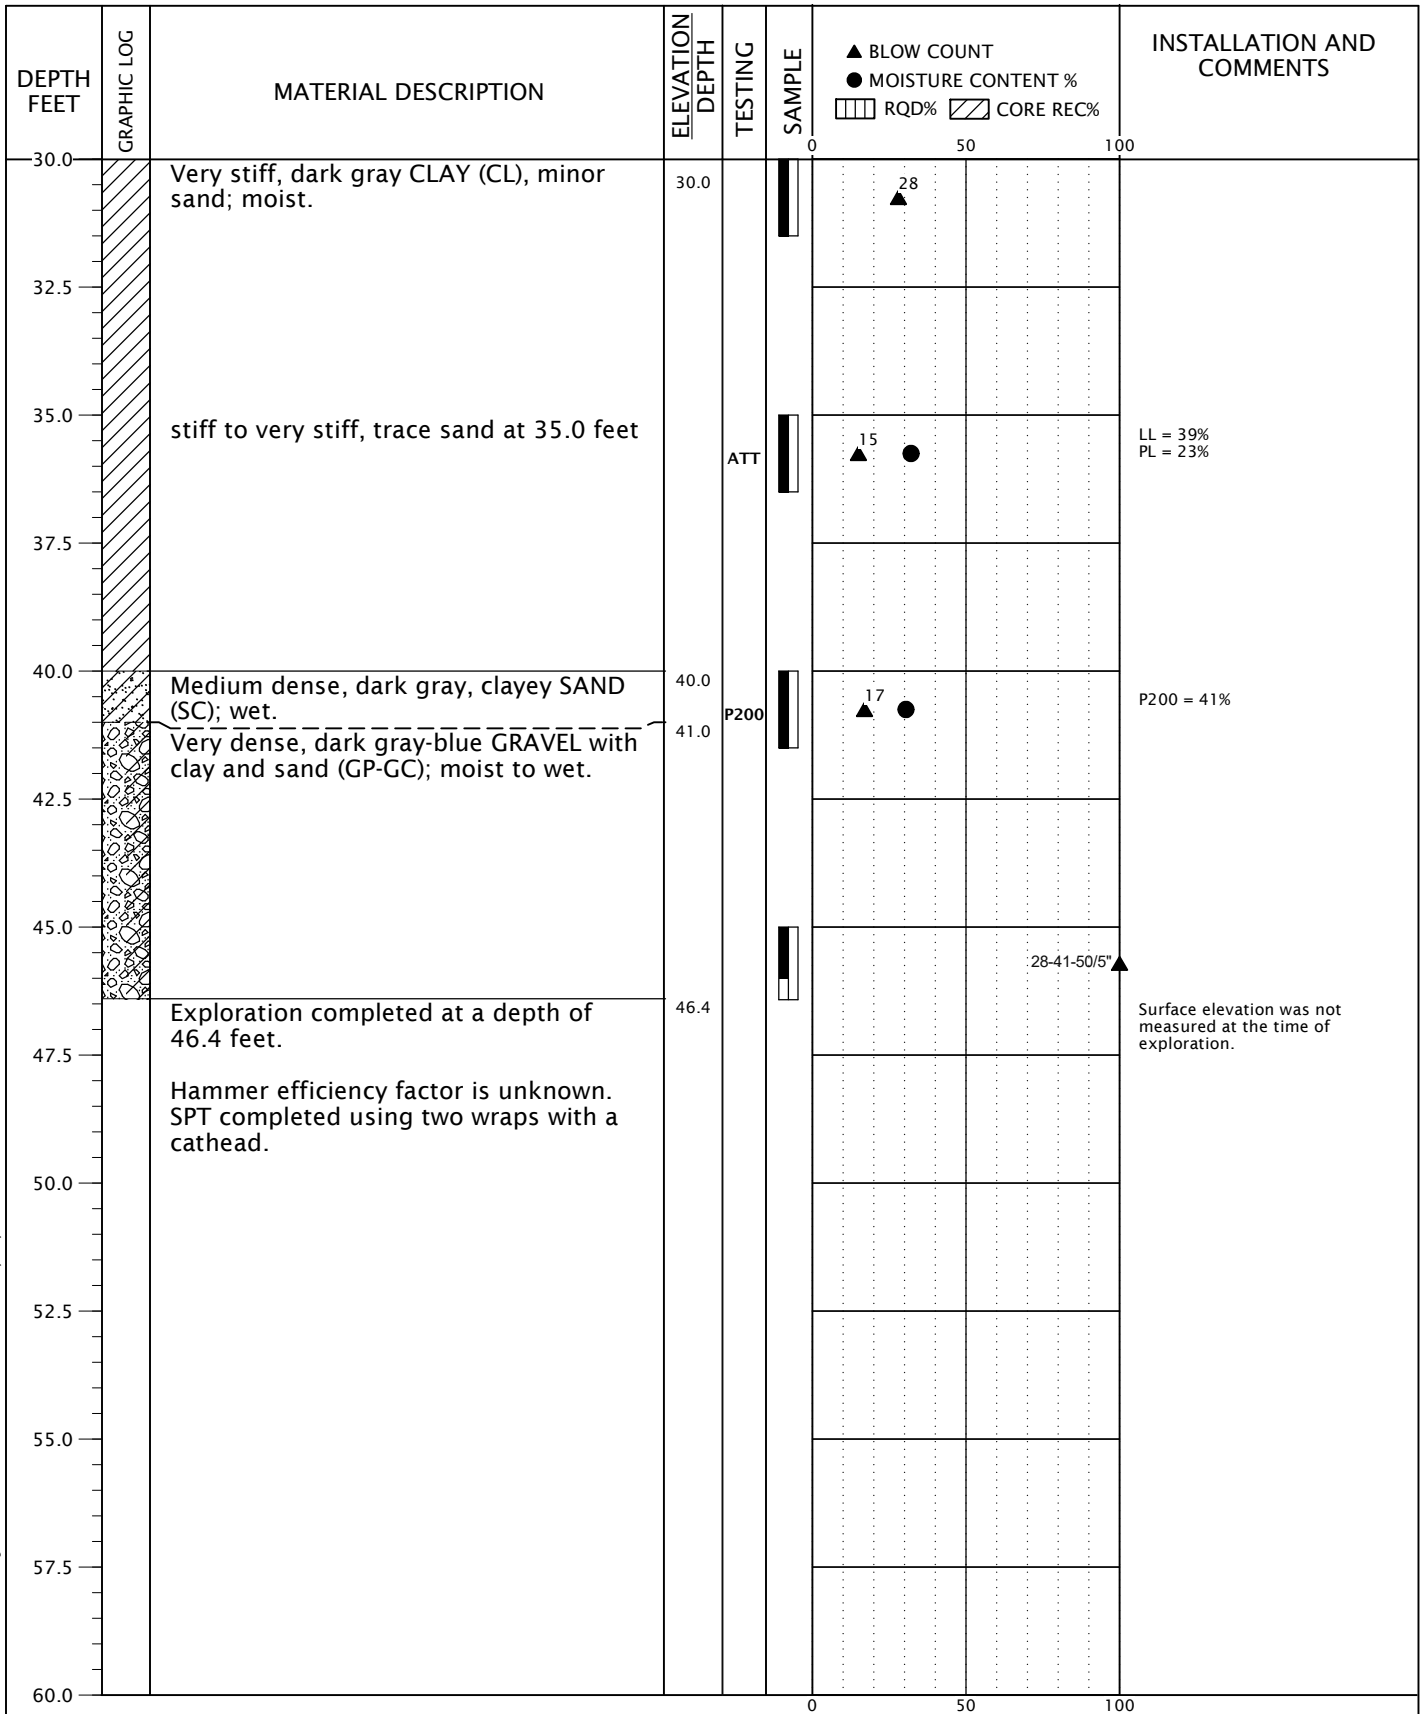 DEPTH
FEET
GRAPHIC LOG
MATERIAL DESCRIPTION
ELEVATION
DEPTH
TESTING
SAMPLE
▲ BLOW COUNT
● MOISTURE CONTENT %
RQD% CORE REC%
INSTALLATION AND
COMMENTS
0 50 100
30.0
Very stiff, dark gray CLAY (CL), minor
sand; moist.
30.0
28
32.5
35.0
stiff to very stiff, trace sand at 35.0 feet
ATT
15
LL = 39%
PL = 23%
37.5
40.0
Medium dense, dark gray, clayey SAND
(SC); wet.
40.0
P200
17
P200 = 41%
Very dense, dark gray-blue GRAVEL with
clay and sand (GP-GC); moist to wet.
41.0
42.5
45.0
28-41-50/5"
Exploration completed at a depth of
46.4 feet.
46.4
Surface elevation was not
measured at the time of
exploration.
47.5
Hammer efficiency factor is unknown.
SPT completed using two wraps with a
cathead.
50.0
52.5
55.0
57.5
60.0
0 50 100